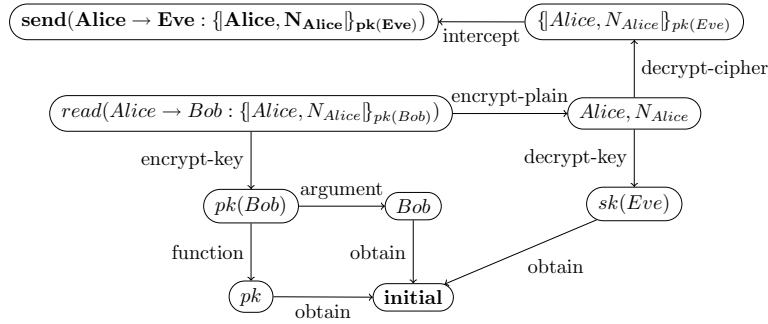 send(Alice → Eve : {|Alice, N_Alice|}_pk(Eve))
{|Alice, N_Alice|}_pk(Eve)
intercept
decrypt-cipher
read(Alice → Bob : {|Alice, N_Alice|}_pk(Bob))
encrypt-plain
Alice, N_Alice
encrypt-key
decrypt-key
pk(Bob)
argument
Bob
sk(Eve)
function
obtain
obtain
pk
obtain
initial